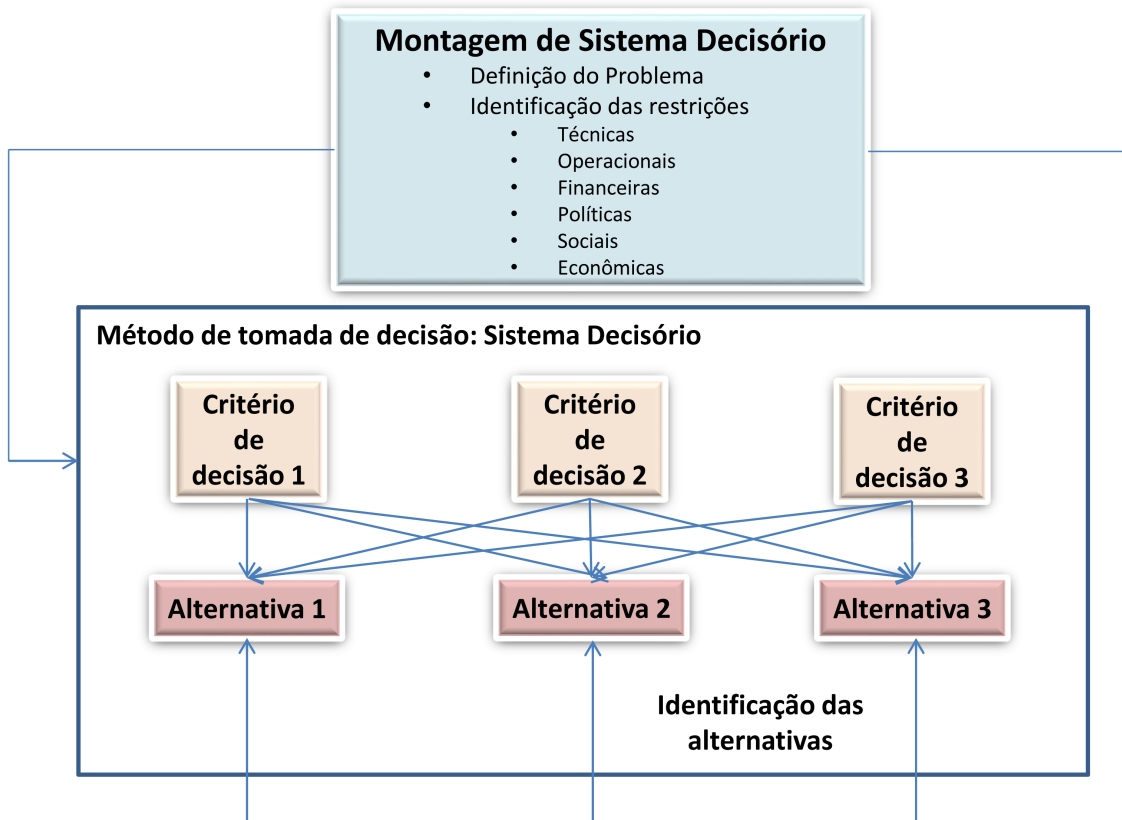 Montagem de Sistema Decisório
• Definição do Problema
• Identificação das restrições
• Técnicas
• Operacionais
• Financeiras
• Políticas
• Sociais
• Econômicas
Método de tomada de decisão: Sistema Decisório
Critério
de
decisão 1
Critério
de
decisão 2
Critério
de
decisão 3
Alternativa 1
Alternativa 2
Alternativa 3
Identificação das
alternativas